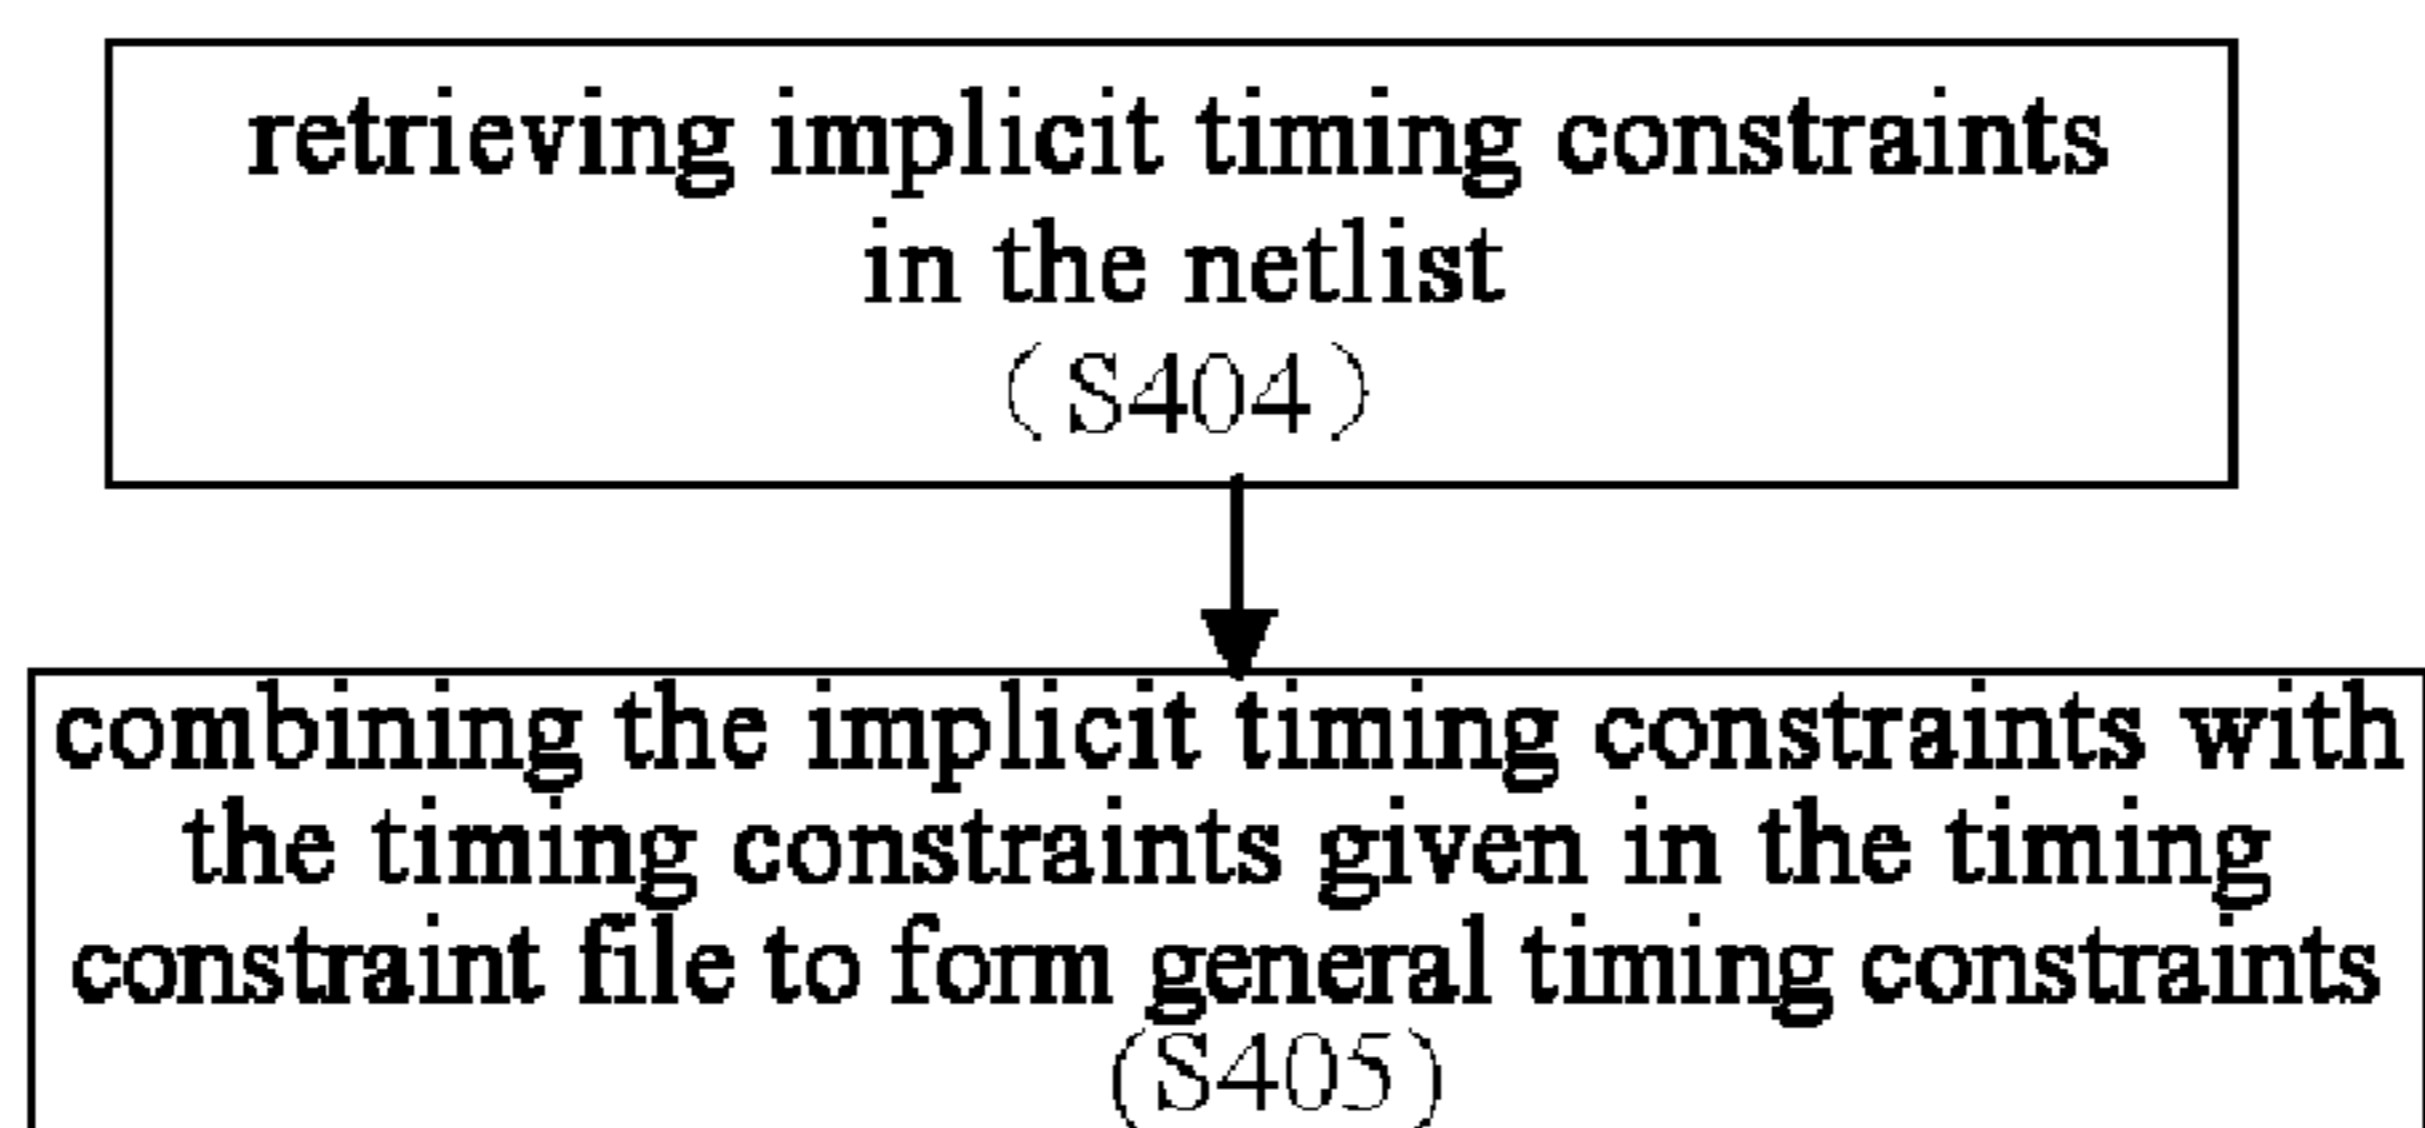 retrieving implicit timing constraints
in the netlist
(S404)
combining the implicit timing constraints with
the timing constraints given in the timing
constraint file to form general timing constraints
(S405)